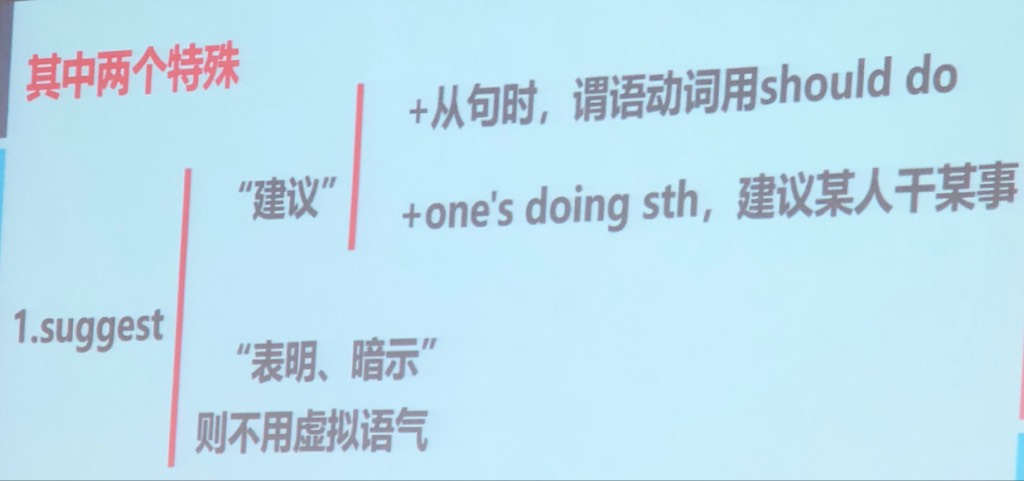 其中两个特殊
+从句时，谓语动词用should do
“建议”
+one's doing sth，建议某人干某事
1.suggest
“表明、暗示”
则不用虚拟语气